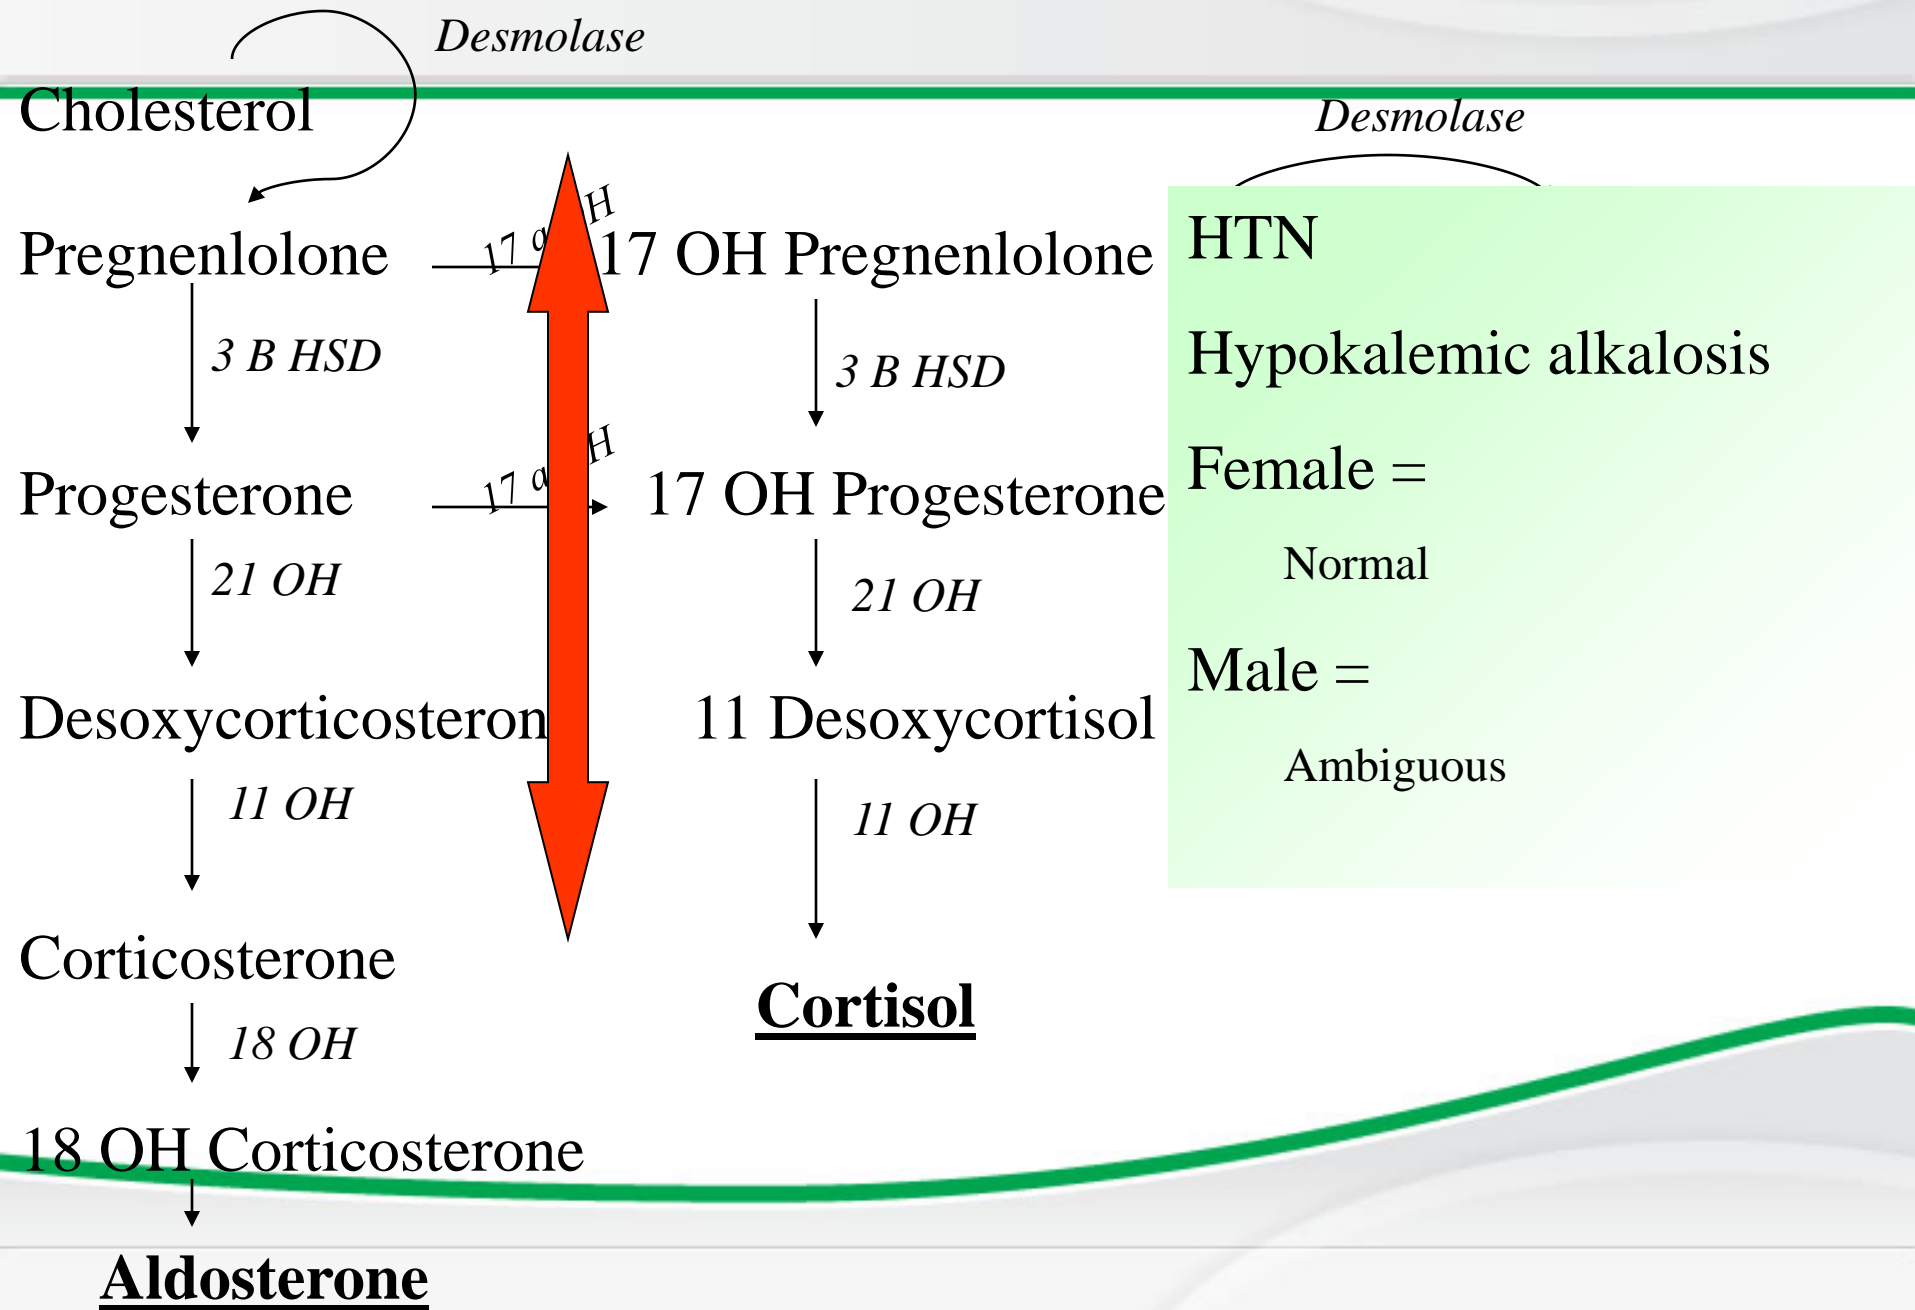 Desmolase
Cholesterol
Desmolase
Pregnenlolone
17 OH Pregnenlolone
HTN
3 B HSD
3 B HSD
Hypokalemic alkalosis
Female =
Progesterone
17 OH Progesterone
Normal
21 OH
21 OH
Male =
Desoxycorticosteron
11 Desoxycortisol
Ambiguous
11 OH
11 OH
Corticosterone
Cortisol
18 OH
18 OH Corticosterone
Aldosterone